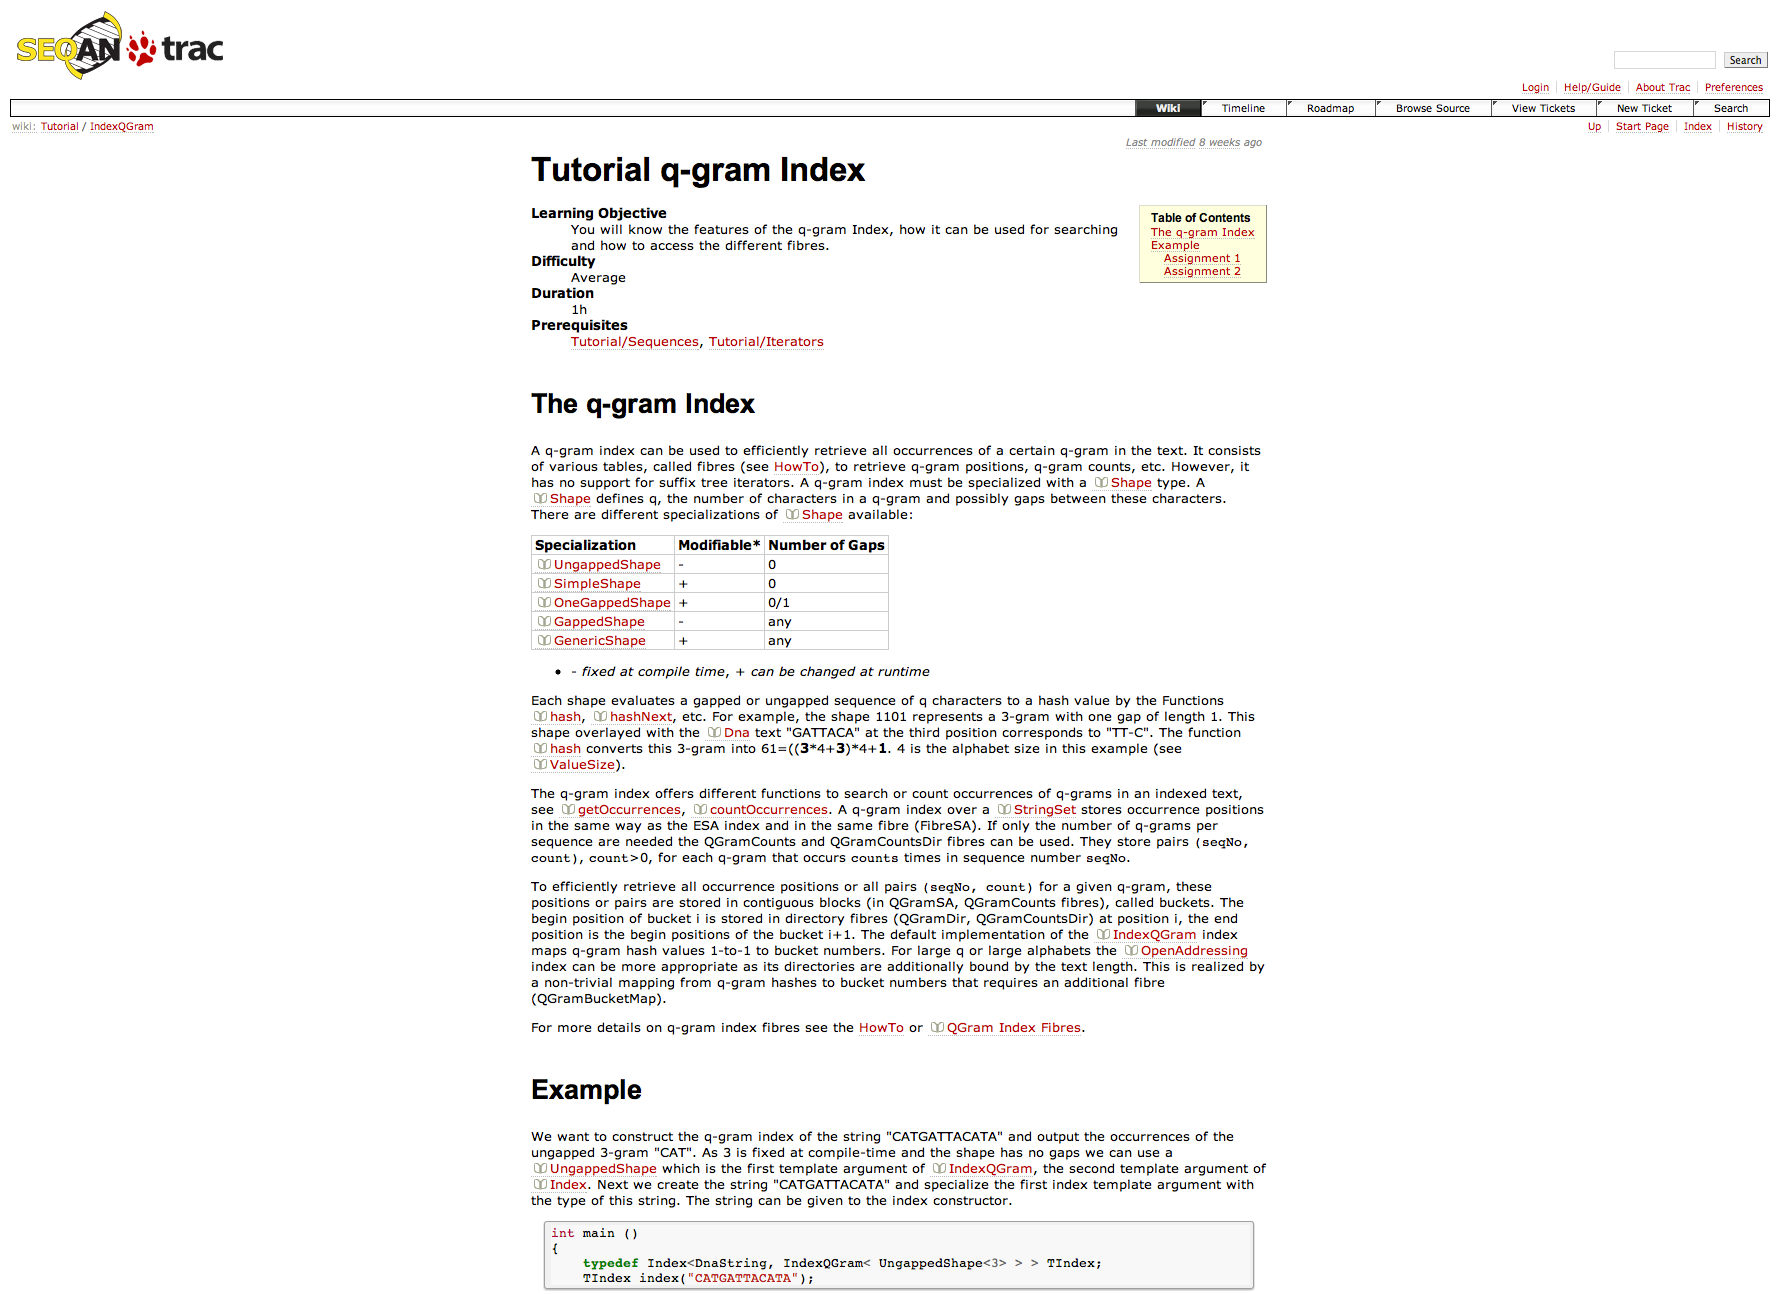 SEQAN trac
Search
Login Help/Guide About Trac Preferences
Wiki Timeline Roadmap Browse Source View Tickets New Ticket Search
wiki: Tutorial / IndexQGram
Up Start Page Index History
Last modified 8 weeks ago
Tutorial q-gram Index
Learning Objective
You will know the features of the q-gram Index, how it can be used for searching
and how to access the different fibres.
Difficulty
Average
Duration
1h
Prerequisites
Tutorial/Sequences, Tutorial/Iterators
Table of Contents
The q-gram Index
Example
Assignment 1
Assignment 2
The q-gram Index
A q-gram index can be used to efficiently retrieve all occurrences of a certain q-gram in the text. It consists
of various tables, called fibres (see HowTo), to retrieve q-gram positions, q-gram counts, etc. However, it
has no support for suffix tree iterators. A q-gram index must be specialized with a Shape type. A
Shape defines q, the number of characters in a q-gram and possibly gaps between these characters.
There are different specializations of Shape available:
Specialization Modifiable* Number of Gaps
UngappedShape - 0
SimpleShape + 0
OneGappedShape + 0/1
GappedShape - any
GenericShape + any
• - fixed at compile time, + can be changed at runtime
Each shape evaluates a gapped or ungapped sequence of q characters to a hash value by the Functions
hash, hashNext, etc. For example, the shape 1101 represents a 3-gram with one gap of length 1. This
shape overlayed with the Dna text "GATTACA" at the third position corresponds to "TT-C". The function
hash converts this 3-gram into 61=((3*4+3)*4+1. 4 is the alphabet size in this example (see
ValueSize).
The q-gram index offers different functions to search or count occurrences of q-grams in an indexed text,
see getOccurrences, countOccurrences. A q-gram index over a StringSet stores occurrence positions
in the same way as the ESA index and in the same fibre (FibreSA). If only the number of q-grams per
sequence are needed the QGramCounts and QGramCountsDir fibres can be used. They store pairs (seqNo,
count), count>0, for each q-gram that occurs counts times in sequence number seqNo.
To efficiently retrieve all occurrence positions or all pairs (seqNo, count) for a given q-gram, these
positions or pairs are stored in contiguous blocks (in QGramSA, QGramCounts fibres), called buckets. The
begin position of bucket i is stored in directory fibres (QGramDir, QGramCountsDir) at position i, the end
position is the begin positions of the bucket i+1. The default implementation of the IndexQGram index
maps q-gram hash values 1-to-1 to bucket numbers. For large q or large alphabets the OpenAddressing
index can be more appropriate as its directories are additionally bound by the text length. This is realized by
a non-trivial mapping from q-gram hashes to bucket numbers that requires an additional fibre
(QGramBucketMap).
For more details on q-gram index fibres see the HowTo or QGram Index Fibres.
Example
We want to construct the q-gram index of the string "CATGATTACATA" and output the occurrences of the
ungapped 3-gram "CAT". As 3 is fixed at compile-time and the shape has no gaps we can use a
UngappedShape which is the first template argument of IndexQGram, the second template argument of
Index. Next we create the string "CATGATTACATA" and specialize the first index template argument with
the type of this string. The string can be given to the index constructor.
int main ()
{
typedef Index<DnaString, IndexQGram< UngappedShape<3> > > TIndex;
TIndex index("CATGATTACATA");